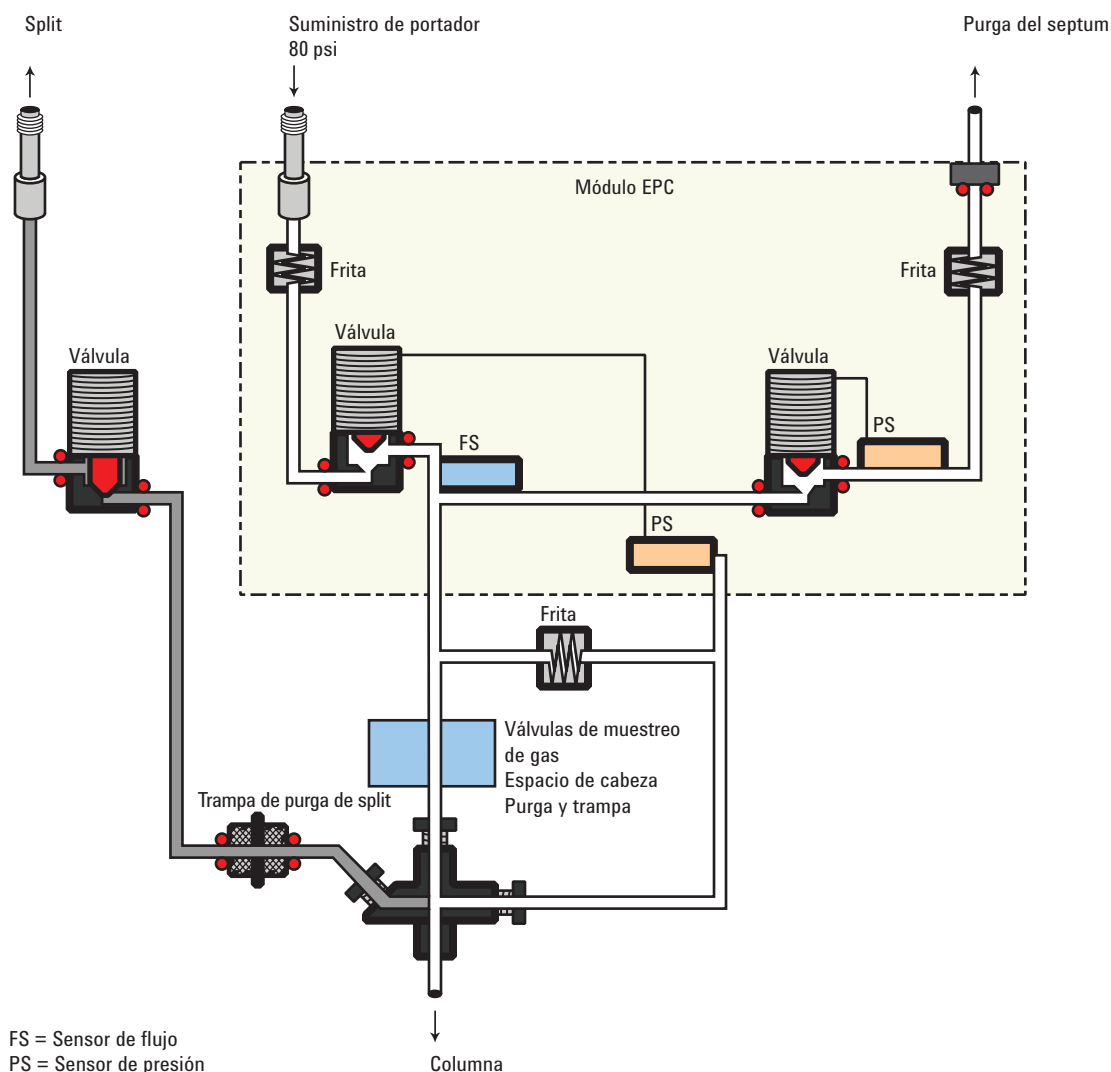 Split
Suministro de portador
80 psi
Purga del septum
Módulo EPC
Frita
Frita
Válvula
Válvula
Válvula
FS
PS
PS
Frita
Válvulas de muestreo
de gas
Espacio de cabeza
Purga y trampa
Trampa de purga de split
FS = Sensor de flujo
PS = Sensor de presión
Columna